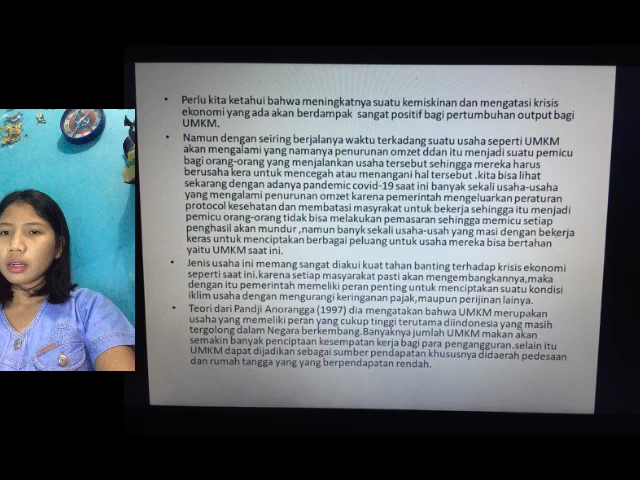 • Perlu kita ketahui bahwa meningkatnya suatu kemiskinan dan mengatasi krisis
ekonomi yang ada akan berdampak sangat positif bagi pertumbuhan output bagi
UMKM.
• Namun dengan seiring berjalanya waktu terkadang suatu usaha seperti UMKM
akan mengalami yang namanya penurunan omzet ddan itu menjadi suatu pemicu
bagi orang-orang yang menjalankan usaha tersebut sehingga mereka harus
berusaha kera untuk mencegah atau menangani hal tersebut .kita bisa lihat
sekarang dengan adanya pandemic covid-19 saat ini banyak sekali usaha-usaha
yang mengalami penurunan omzet karena pemerintah mengeluarkan peraturan
protocol kesehatan dan membatasi masyrakat untuk bekerja sehingga itu menjadi
pemicu orang-orang tidak bisa melakukan pemasaran sehingga memicu setiap
penghasil akan mundur ,namun banyk sekali usaha-usah yang masi dengan bekerja
keras untuk menciptakan berbagai peluang untuk usaha mereka bisa bertahan
yaitu UMKM saat ini.
• Jenis usaha ini memang sangat diakui kuat tahan banting terhadap krisis ekonomi
seperti saat ini.karena setiap masyarakat pasti akan mengembangkannya,maka
dengan itu pemerintah memeliki peran penting untuk menciptakan suatu kondisi
iklim usaha dengan mengurangi keringanan pajak,maupun perijinan lainya.
• Teori dari Pandji Anorangga (1997) dia mengatakan bahwa UMKM merupakan
usaha yang memeliki peran yang cukup tinggi terutama diindonesia yang masih
tergolong dalam Negara berkembang.Banyaknya jumlah UMKM makan akan
semakin banyak penciptaan kesempatan kerja bagi para pengangguran.selain itu
UMKM dapat dijadikan sebagai sumber pendapatan khususnya didaerah pedesaan
dan rumah tangga yang yang berpendapatan rendah.